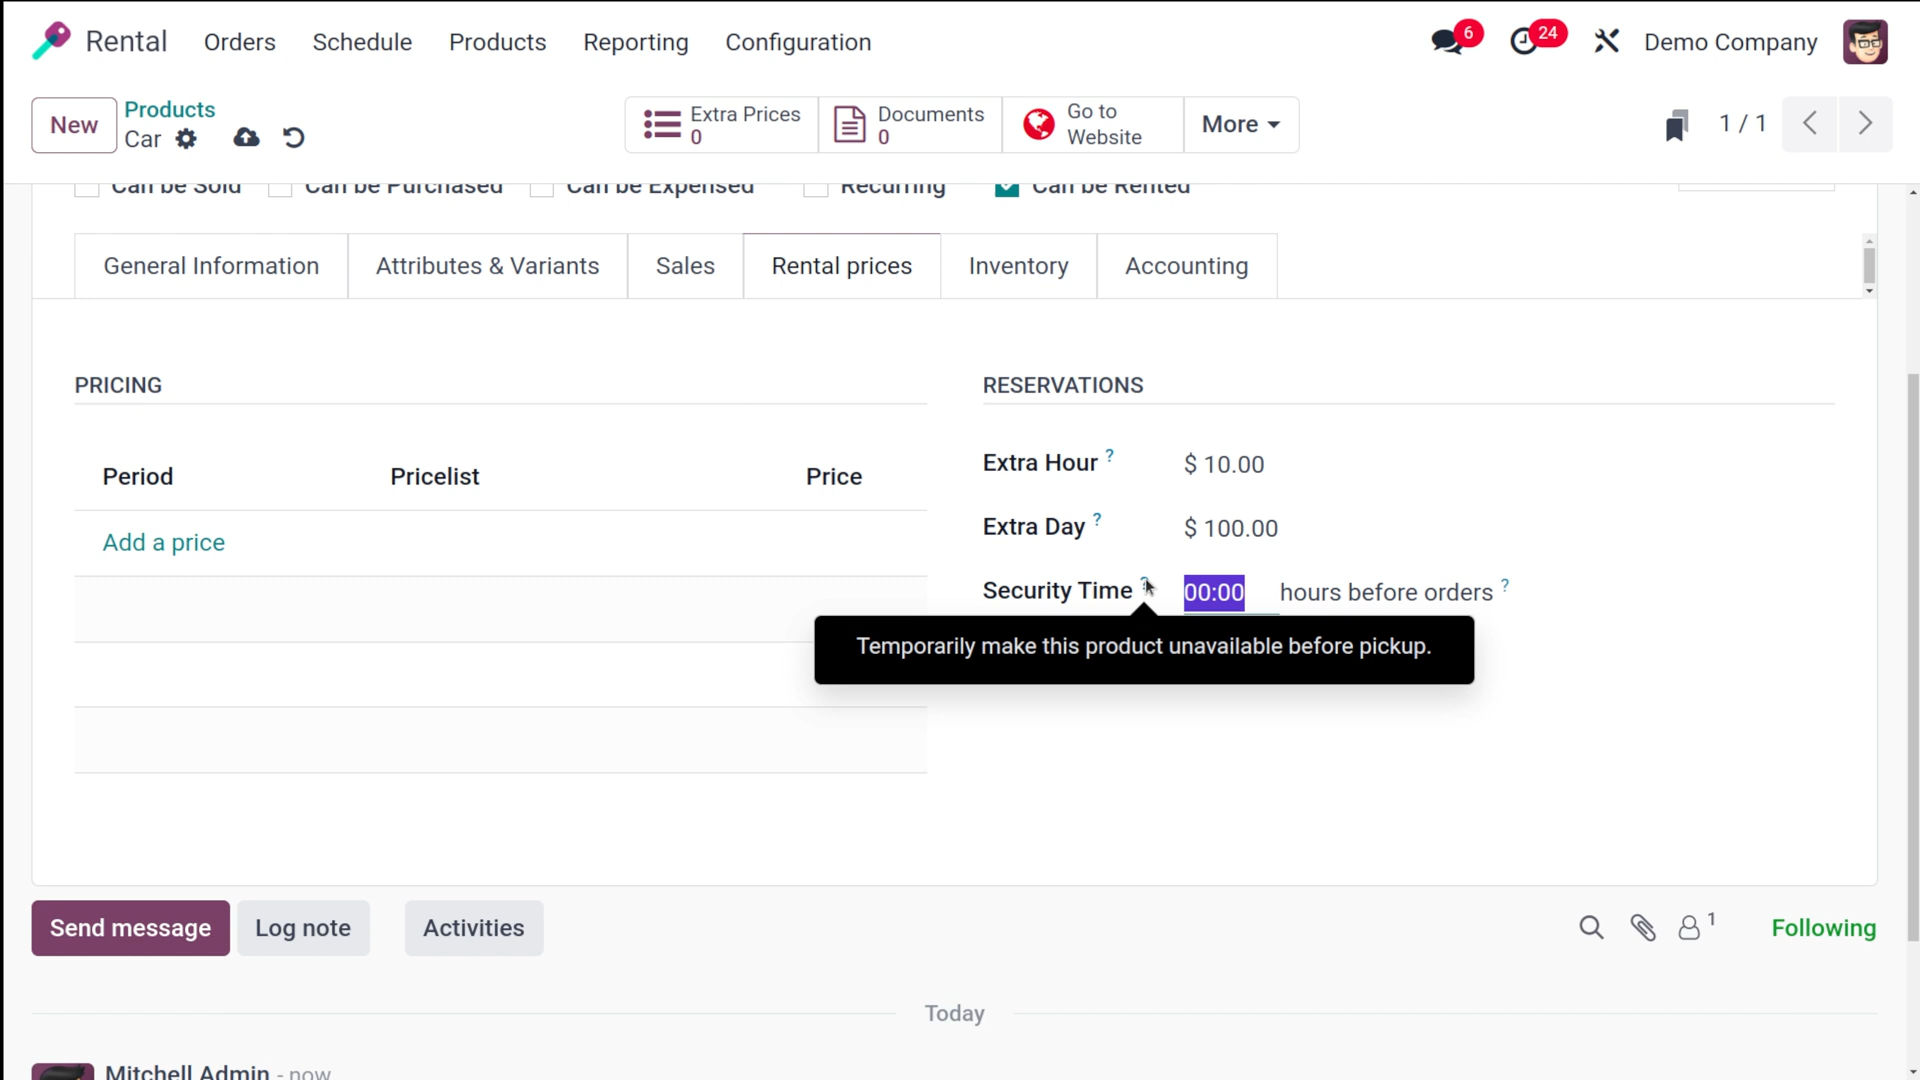 Rental Orders Schedule Products Reporting Configuration 6 24 Demo Company
New Products Extra Prices 0 Documents 0 Go to Website More 1 / 1
Car
Can be Sold Can be Purchased Can be Expensed Recurring Can be Rented
General Information Attributes & Variants Sales Rental prices Inventory Accounting
PRICING
Period Pricelist Price
Add a price
RESERVATIONS
Extra Hour ? $ 10.00
Extra Day ? $ 100.00
Security Time ? 00:00 hours before orders ?
Temporarily make this product unavailable before pickup.
Send message Log note Activities 1 Following
Today
Mitchell Admin - now